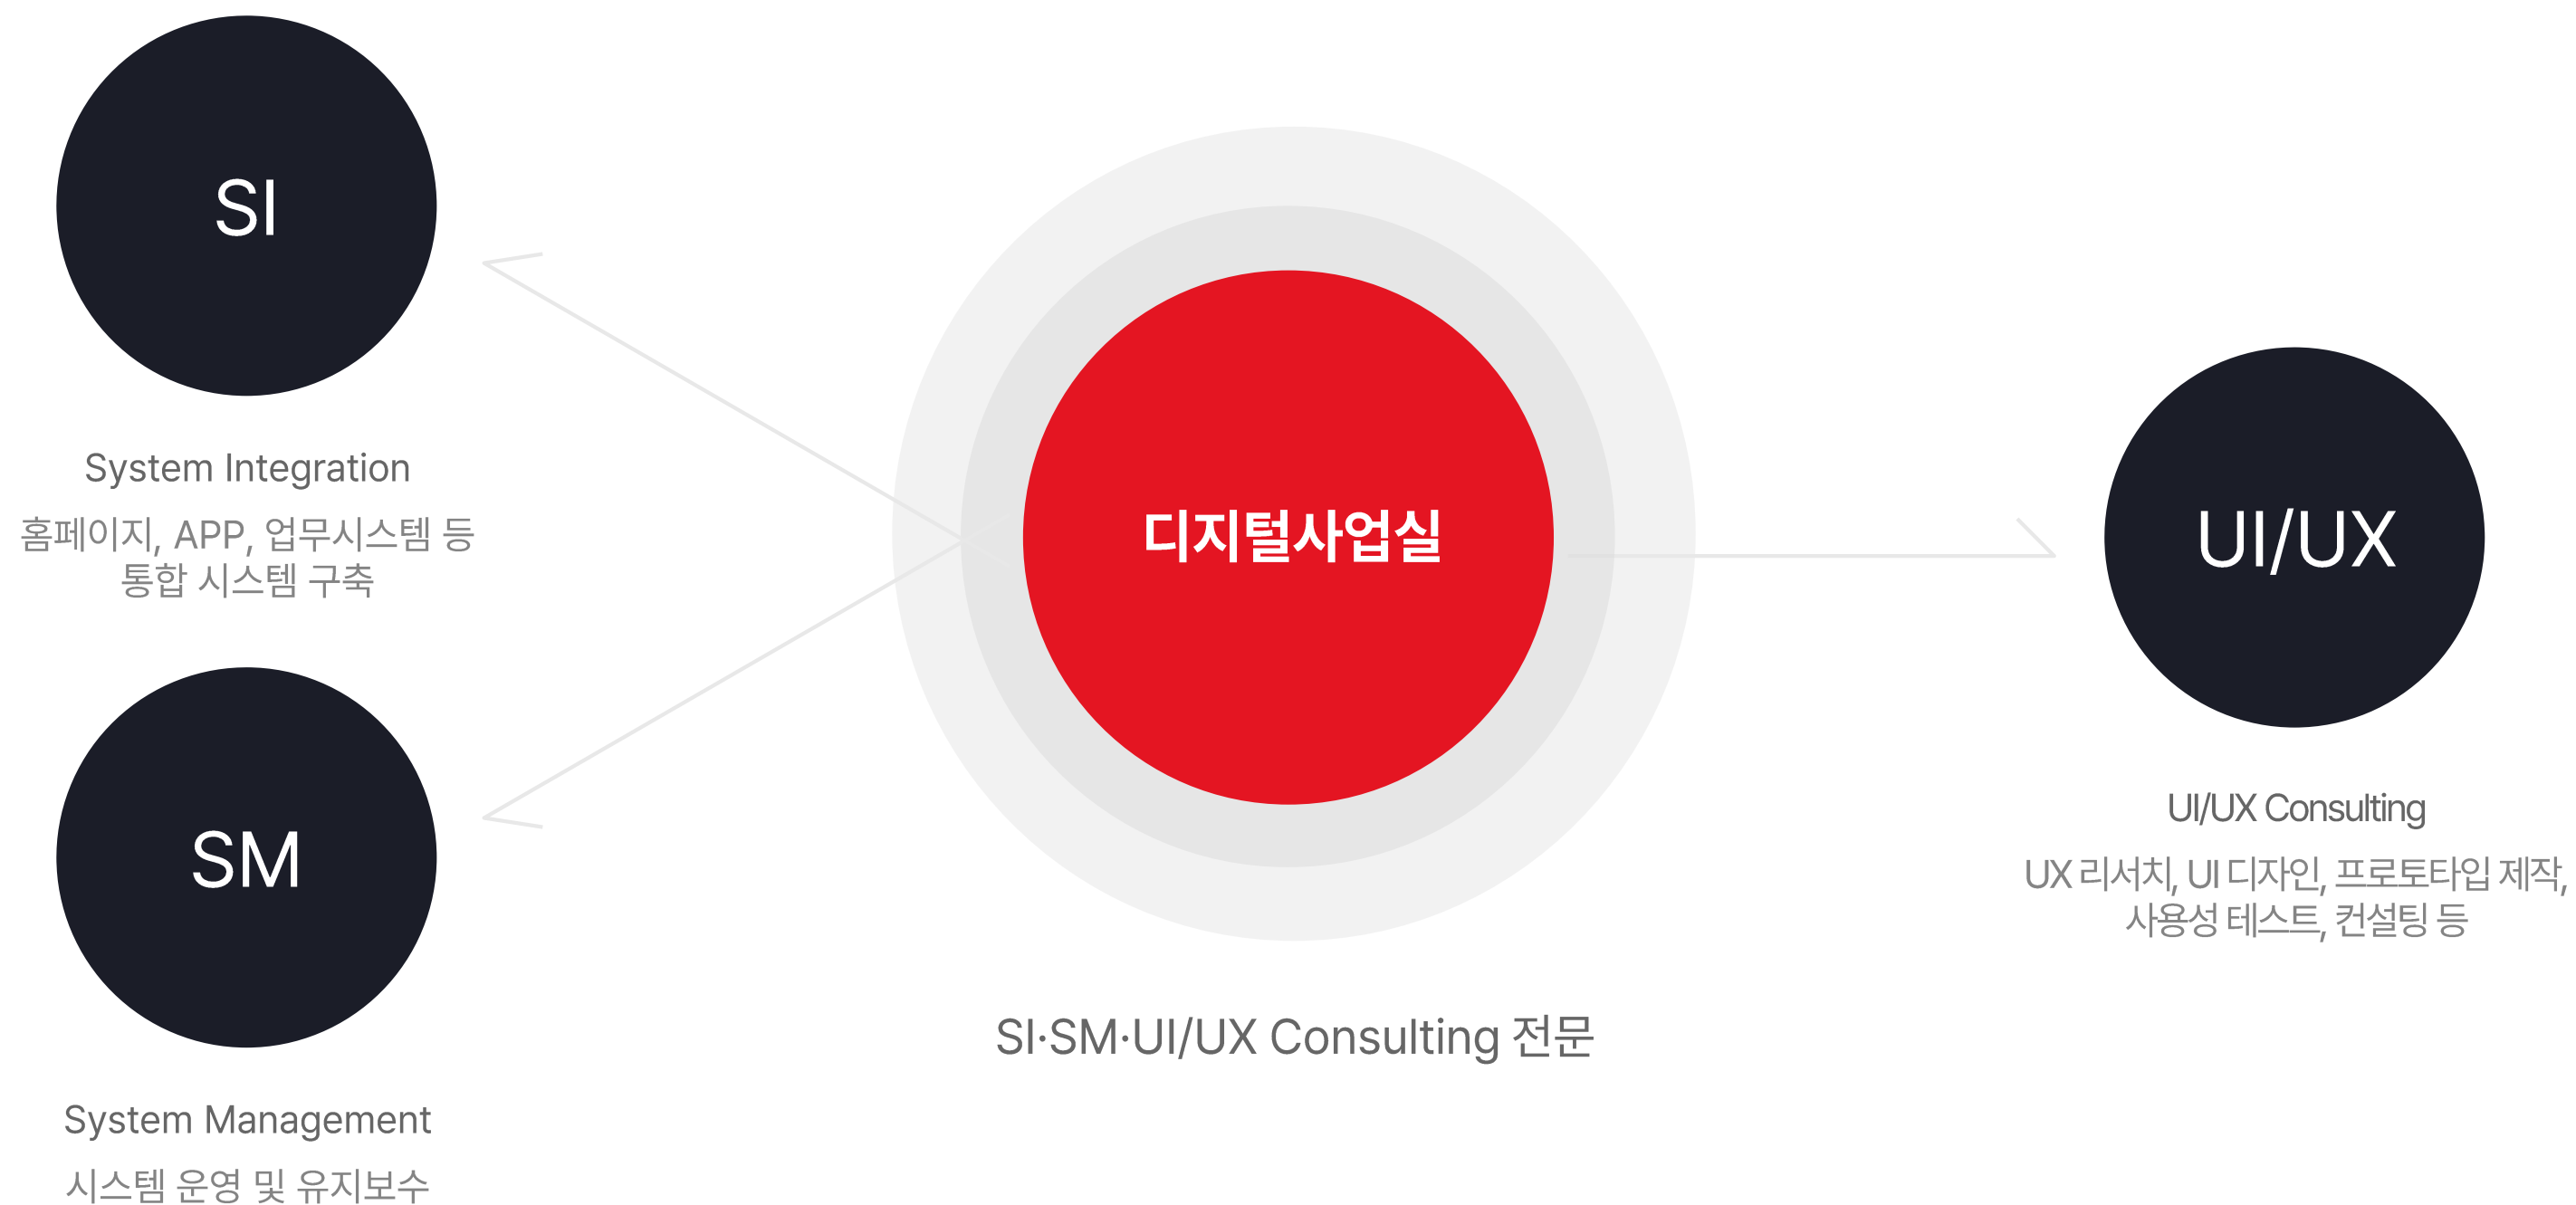 SI
System Integration
홈페이지, APP, 업무시스템 등
통합 시스템 구축
SM
System Management
시스템 운영 및 유지보수
디지털사업실
SI·SM·UI/UX Consulting 전문
UI/UX
UI/UX Consulting
UX 리서치, UI 디자인, 프로토타입 제작,
사용성 테스트, 컨설팅 등